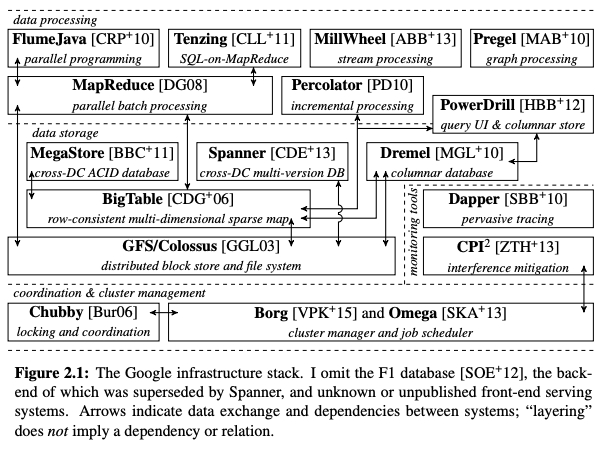 data processing
FlumeJava [CRP+10]
parallel programming
Tenzing [CLL+11]
SQL-on-MapReduce
MillWheel [ABB+13]
stream processing
Pregel [MAB+10]
graph processing
MapReduce [DG08]
parallel batch processing
Percolator [PD10]
incremental processing
PowerDrill [HBB+12]
query UI & columnar store
data storage
MegaStore [BBC+11]
cross-DC ACID database
Spanner [CDE+13]
cross-DC multi-version DB
Dremel [MGL+10]
columnar database
BigTable [CDG+06]
row-consistent multi-dimensional sparse map
monitoring tools
Dapper [SBB+10]
pervasive tracing
GFS/Colossus [GGL03]
distributed block store and file system
CPI² [ZTH+13]
interference mitigation
coordination & cluster management
Chubby [Bur06]
locking and coordination
Borg [VPK+15] and Omega [SKA+13]
cluster manager and job scheduler
Figure 2.1: The Google infrastructure stack. I omit the F1 database [SOE+12], the back-
end of which was superseded by Spanner, and unknown or unpublished front-end serving
systems. Arrows indicate data exchange and dependencies between systems; “layering”
does not imply a dependency or relation.